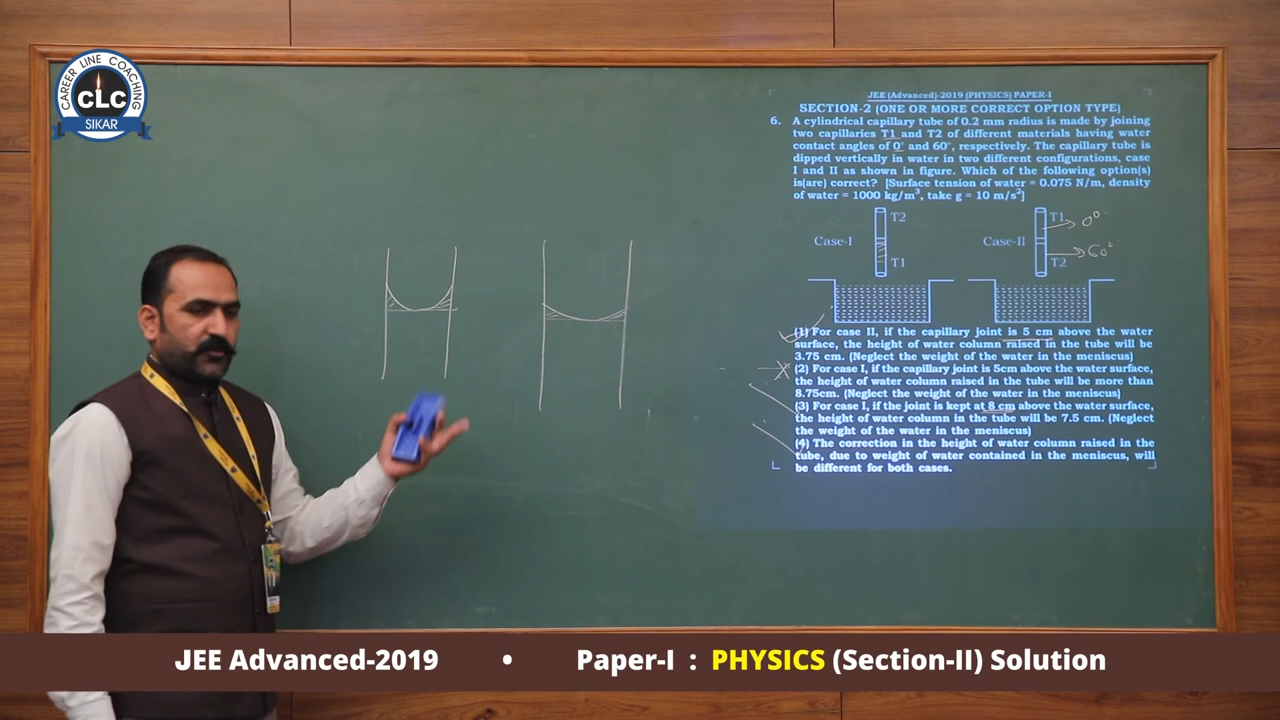 CAREER LINE COACHING
CLC
SIKAR
JEE (Advanced)-2019 (PHYSICS) PAPER-I
SECTION-2 (ONE OR MORE CORRECT OPTION TYPE)
6. A cylindrical capillary tube of 0.2 mm radius is made by joining
two capillaries T1 and T2 of different materials having water
contact angles of 0° and 60°, respectively. The capillary tube is
dipped vertically in water in two different configurations, case
I and II as shown in figure. Which of the following option(s)
is(are) correct? [Surface tension of water = 0.075 N/m, density
of water = 1000 kg/m³, take g = 10 m/s²]
T2
T1 → 0°
Case-I
Case-II
T1
T2 → 60°
(1) For case II, if the capillary joint is 5 cm above the water
surface, the height of water column raised in the tube will be
3.75 cm. (Neglect the weight of the water in the meniscus)
(2) For case I, if the capillary joint is 5cm above the water surface,
the height of water column raised in the tube will be more than
8.75cm. (Neglect the weight of the water in the meniscus)
(3) For case I, if the joint is kept at 8 cm above the water surface,
the height of water column in the tube will be 7.5 cm. (Neglect
the weight of the water in the meniscus)
(4) The correction in the height of water column raised in the
tube, due to weight of water contained in the meniscus, will
be different for both cases.
JEE Advanced-2019 • Paper-I : PHYSICS (Section-II) Solution